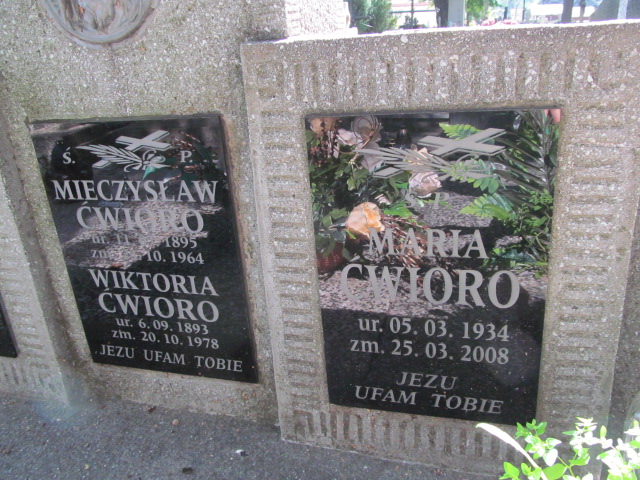 S. P.
MIECZYSŁAW
ĆWIORO
ur. 1895
zm. 10. 1964
WIKTORIA
ĆWIORO
ur. 6. 09. 1893
zm. 20. 10. 1978
JEZU UFAM TOBIE
MARIA
ĆWIORO
ur. 05. 03. 1934
zm. 25. 03. 2008
JEZU
UFAM TOBIE